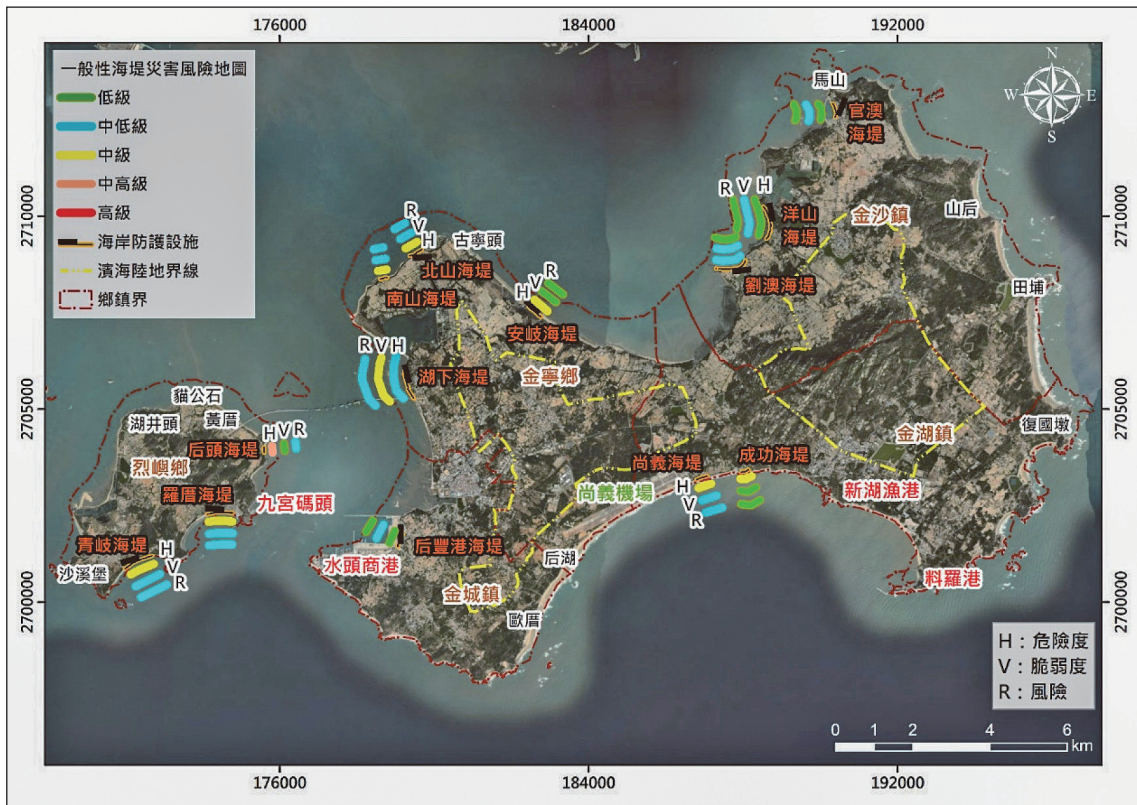 176000
184000
192000
一般性海堤災害風險地圖
低級
中低級
中級
中高級
高級
海岸防護設施
濱海陸地界線
鄉鎮界
N
W
E
S
馬山
官澳
海堤
R V H
洋山
海堤
金沙鎮
山后
2710000
2710000
R
V
H
古寧頭
北山海堤
南山海堤
H V R
安岐海堤
劉澳海堤
田埔
R V H
湖下海堤
金寧鄉
2705000
2705000
貓公石
湖井頭
黃厝
后頭海堤
H V R
烈嶼鄉
羅厝海堤
九宮碼頭
尚義海堤
成功海堤
金湖鎮
復國墩
尚義機場
新湖漁港
H
V
R
青岐海堤
沙溪堡
H
V
R
水頭商港
后豐港海堤
后湖
料羅港
金城鎮
歐厝
2700000
2700000
H：危險度
V：脆弱度
R：風險
0 1 2 4 6
km
176000
184000
192000